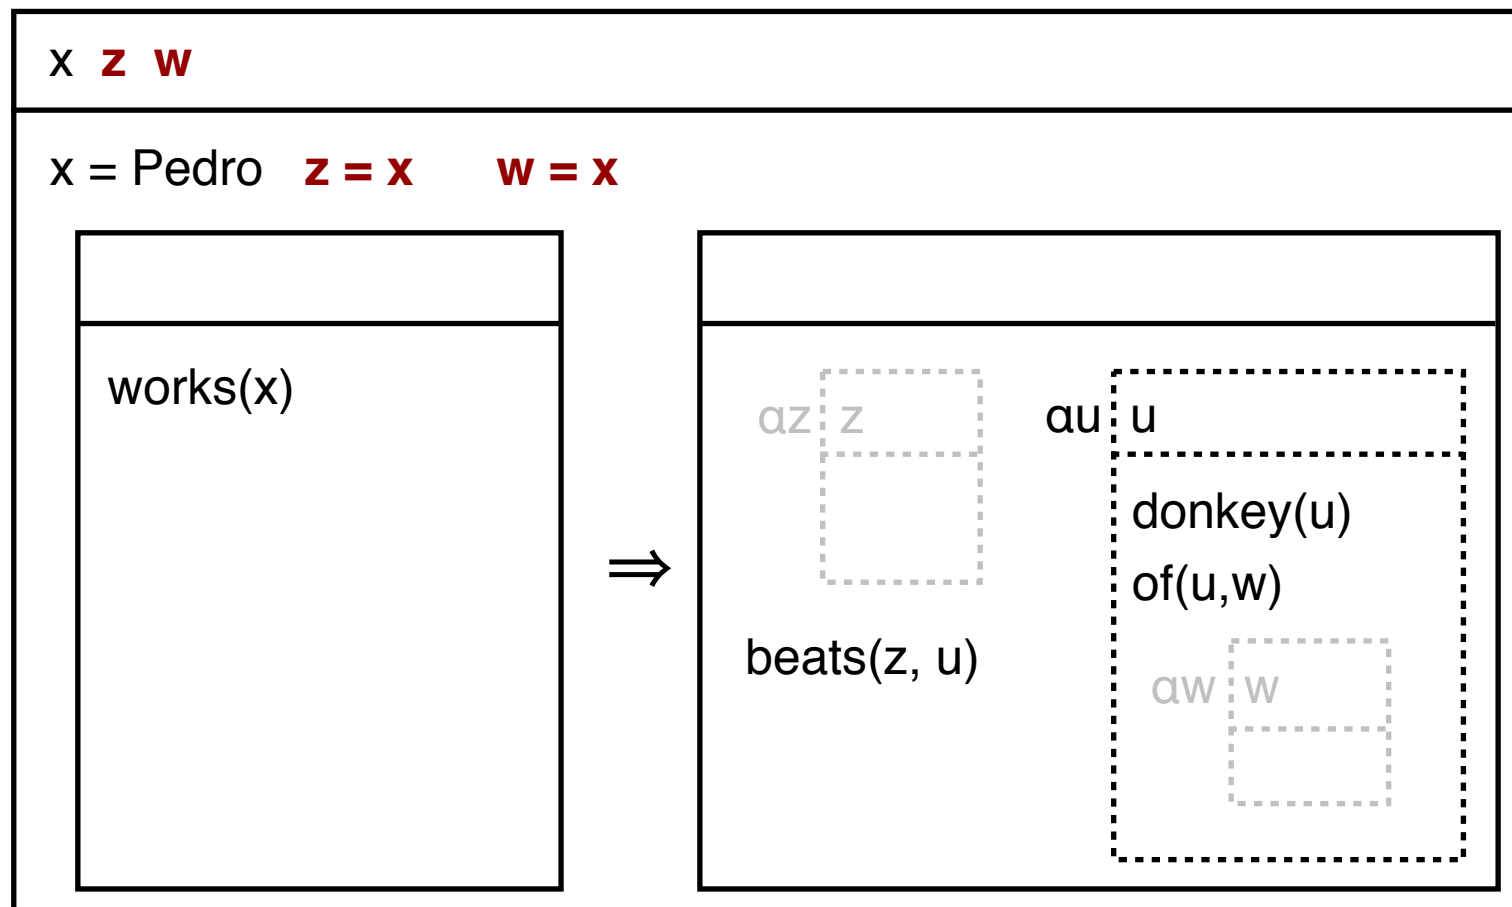 x z w
x = Pedro z = x w = x
works(x)
⇒
αz z
αu u
donkey(u)
of(u,w)
beats(z, u)
αw w